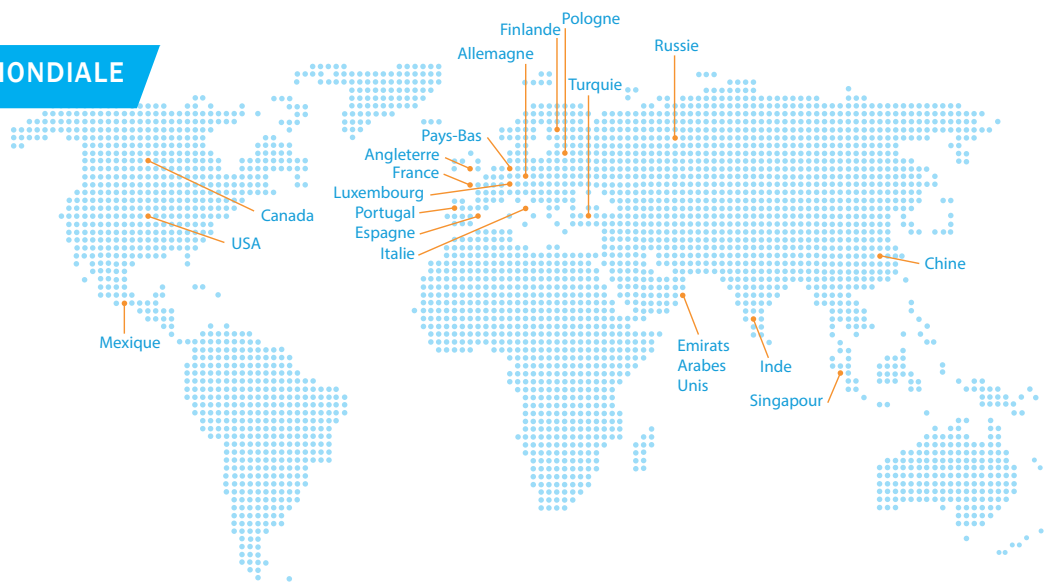 MONDIALE
Pologne
Finlande
Allemagne
Russie
Turquie
Pays-Bas
Angleterre
France
Luxembourg
Portugal
Espagne
Italie
Canada
USA
Mexique
Chine
Emirats
Arabes
Unis
Inde
Singapour